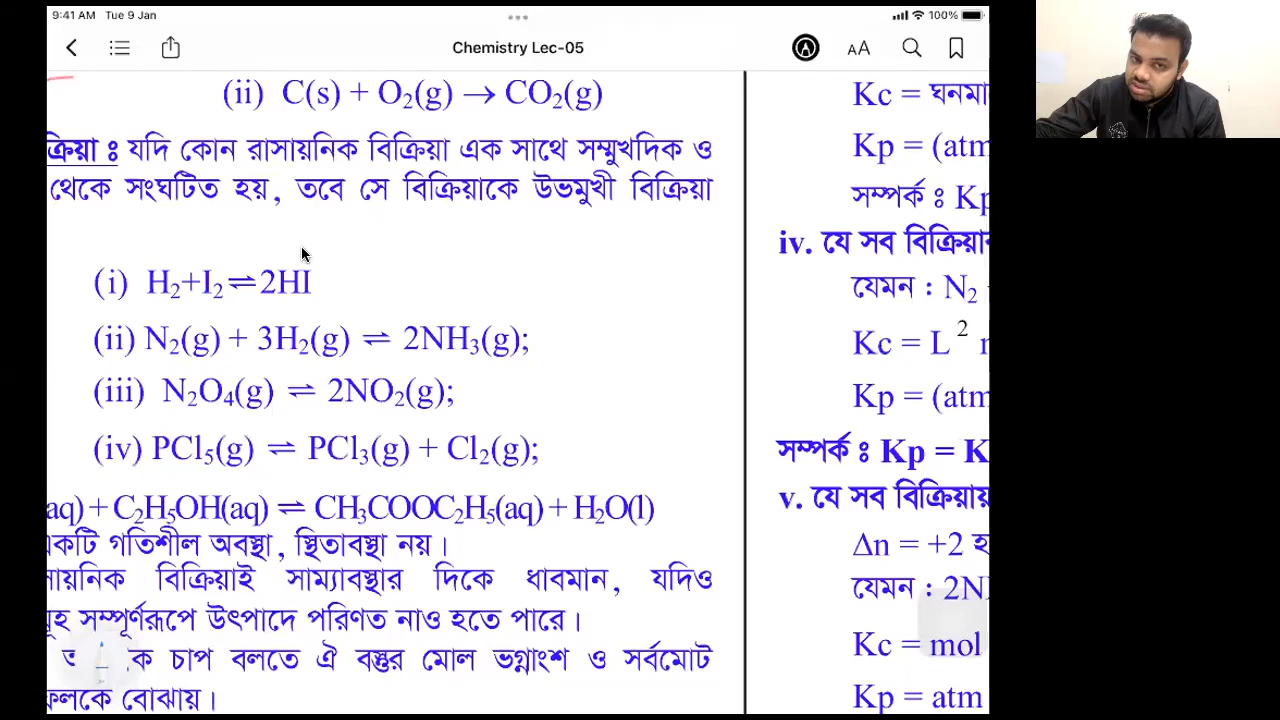 9:41 AM Tue 9 Jan
100%
Chemistry Lec-05
AA
(ii) C(s) + O₂(g) → CO₂(g)
ক্রিয়া ঃ যদি কোন রাসায়নিক বিক্রিয়া এক সাথে সম্মুখদিক ও
থেকে সংঘটিত হয়, তবে সে বিক্রিয়াকে উভমুখী বিক্রিয়া
(i) H₂+I₂⇌2HI
(ii) N₂(g) + 3H₂(g) ⇌ 2NH₃(g);
(iii) N₂O₄(g) ⇌ 2NO₂(g);
(iv) PCl₅(g) ⇌ PCl₃(g) + Cl₂(g);
aq) + C₂H₅OH(aq) ⇌ CH₃COOC₂H₅(aq) + H₂O(l)
একটি গতিশীল অবস্থা, স্থিতাবস্থা নয়।
সায়নিক বিক্রিয়াই সাম্যাবস্থার দিকে ধাবমান, যদিও
মূহ সম্পূর্ণরূপে উৎপাদে পরিণত নাও হতে পারে।
ক চাপ বলতে ঐ বস্তুর মোল ভগ্নাংশ ও সর্বমোট
ফলকে বোঝায়।
Kc = ঘনমা
Kp = (atm
সম্পর্ক ঃ Kp
iv. যে সব বিক্রিয়া
যেমন : N₂
Kc = L²
Kp = (atm
সম্পর্ক ঃ Kp = K
v. যে সব বিক্রিয়ায়
Δn = +2 হ
যেমন : 2N
Kc = mol
Kp = atm